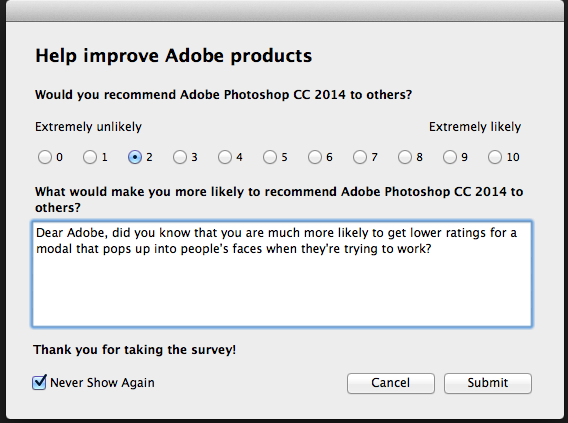 Help improve Adobe products
Would you recommend Adobe Photoshop CC 2014 to others?
Extremely unlikely Extremely likely
0 1 2 3 4 5 6 7 8 9 10
What would make you more likely to recommend Adobe Photoshop CC 2014 to
others?
Dear Adobe, did you know that you are much more likely to get lower ratings for a
modal that pops up into people's faces when they're trying to work?
Thank you for taking the survey!
Never Show Again Cancel Submit